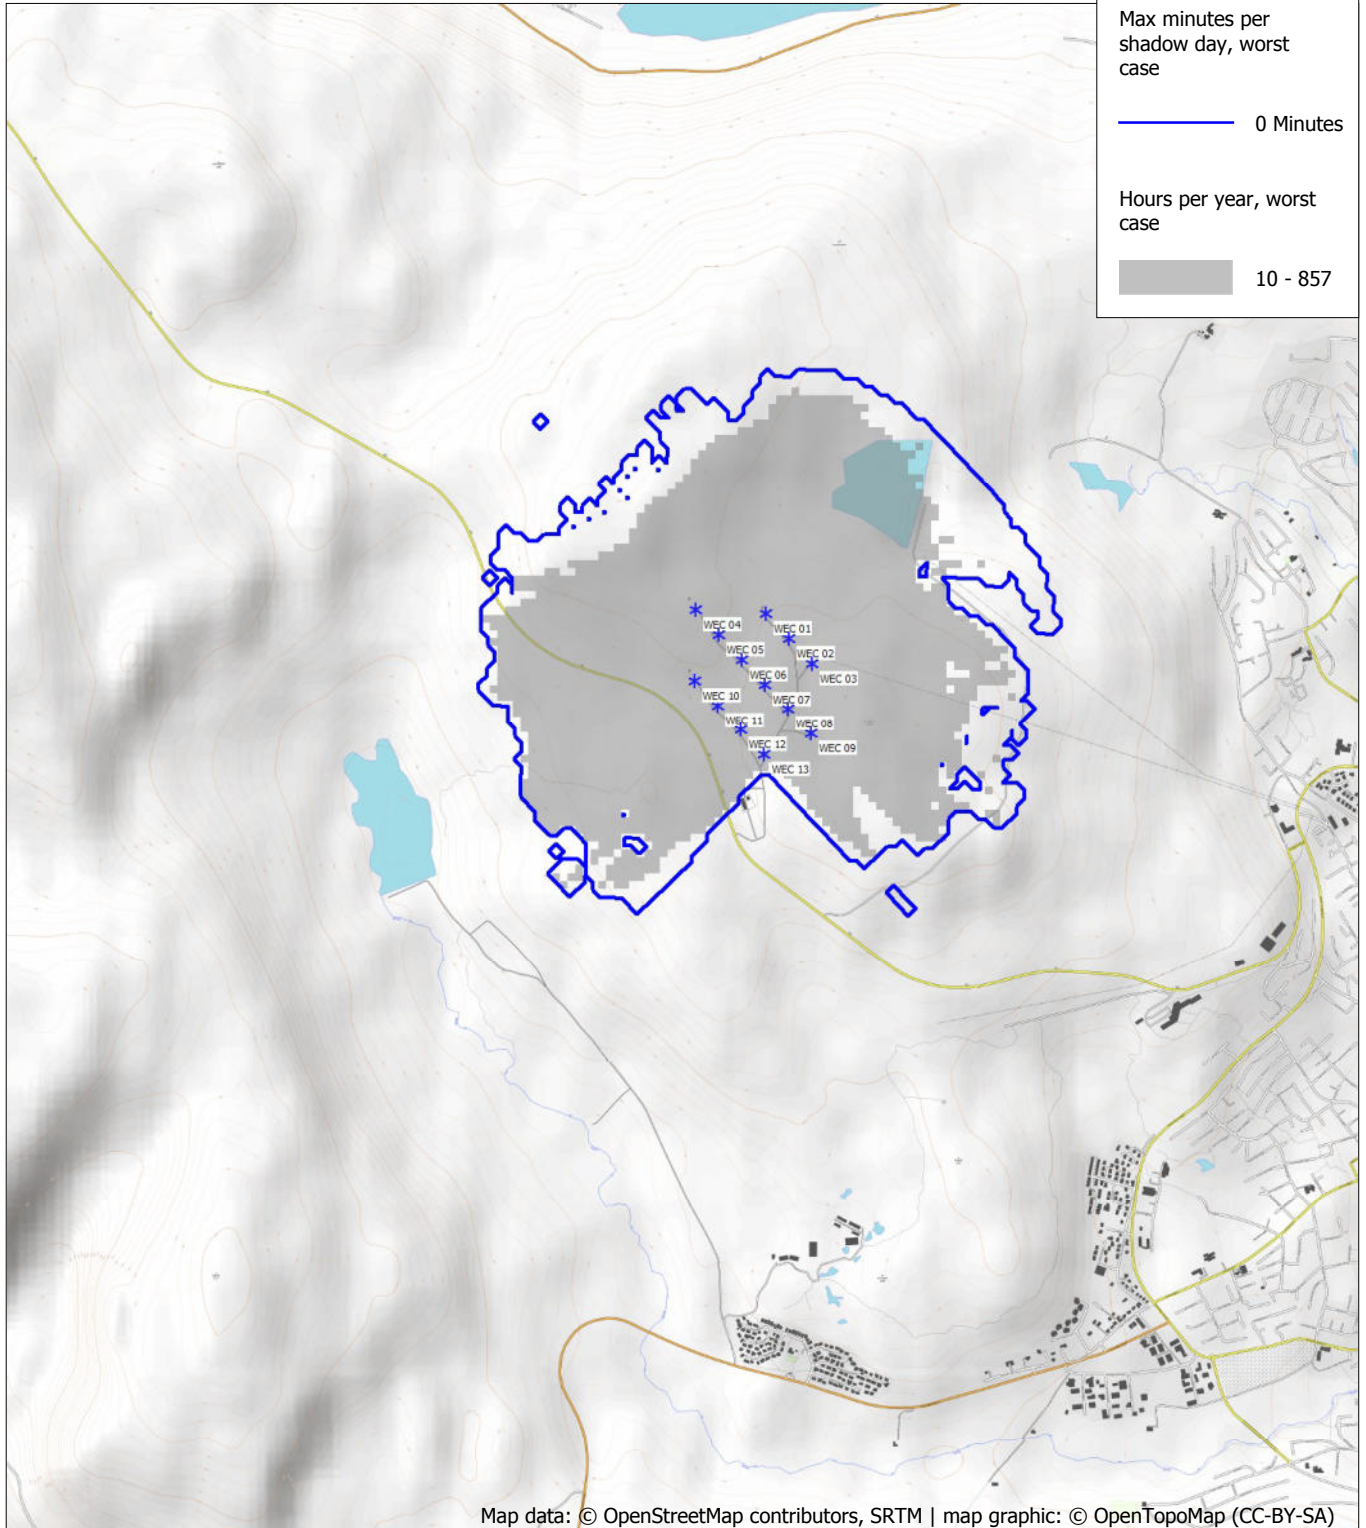 Max minutes per
shadow day, worst
case
0 Minutes
Hours per year, worst
case
10 - 857
WEC 04
WEC 01
WEC 05
WEC 02
WEC 06
WEC 03
WEC 10
WEC 07
WEC 11
WEC 08
WEC 12
WEC 09
WEC 13
Map data: © OpenStreetMap contributors, SRTM | map graphic: © OpenTopoMap (CC-BY-SA)